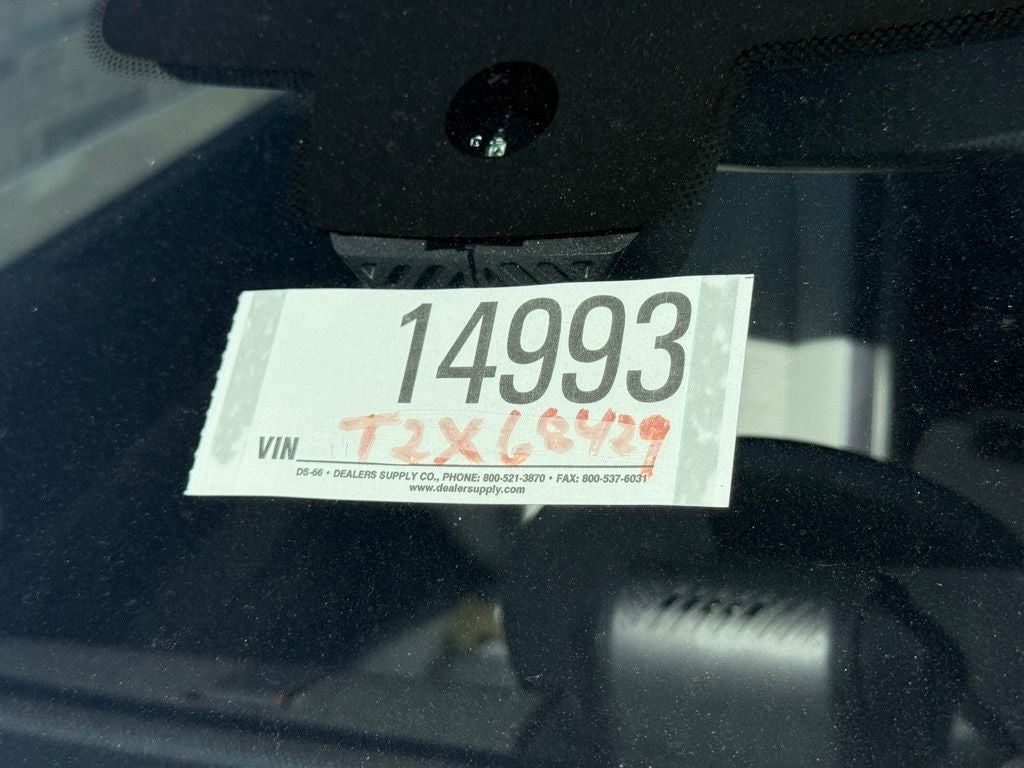 14993
VIN T2X68429
DS-66 • DEALERS SUPPLY CO., PHONE: 800-521-3870 • FAX: 800-537-6031
www.dealersupply.com